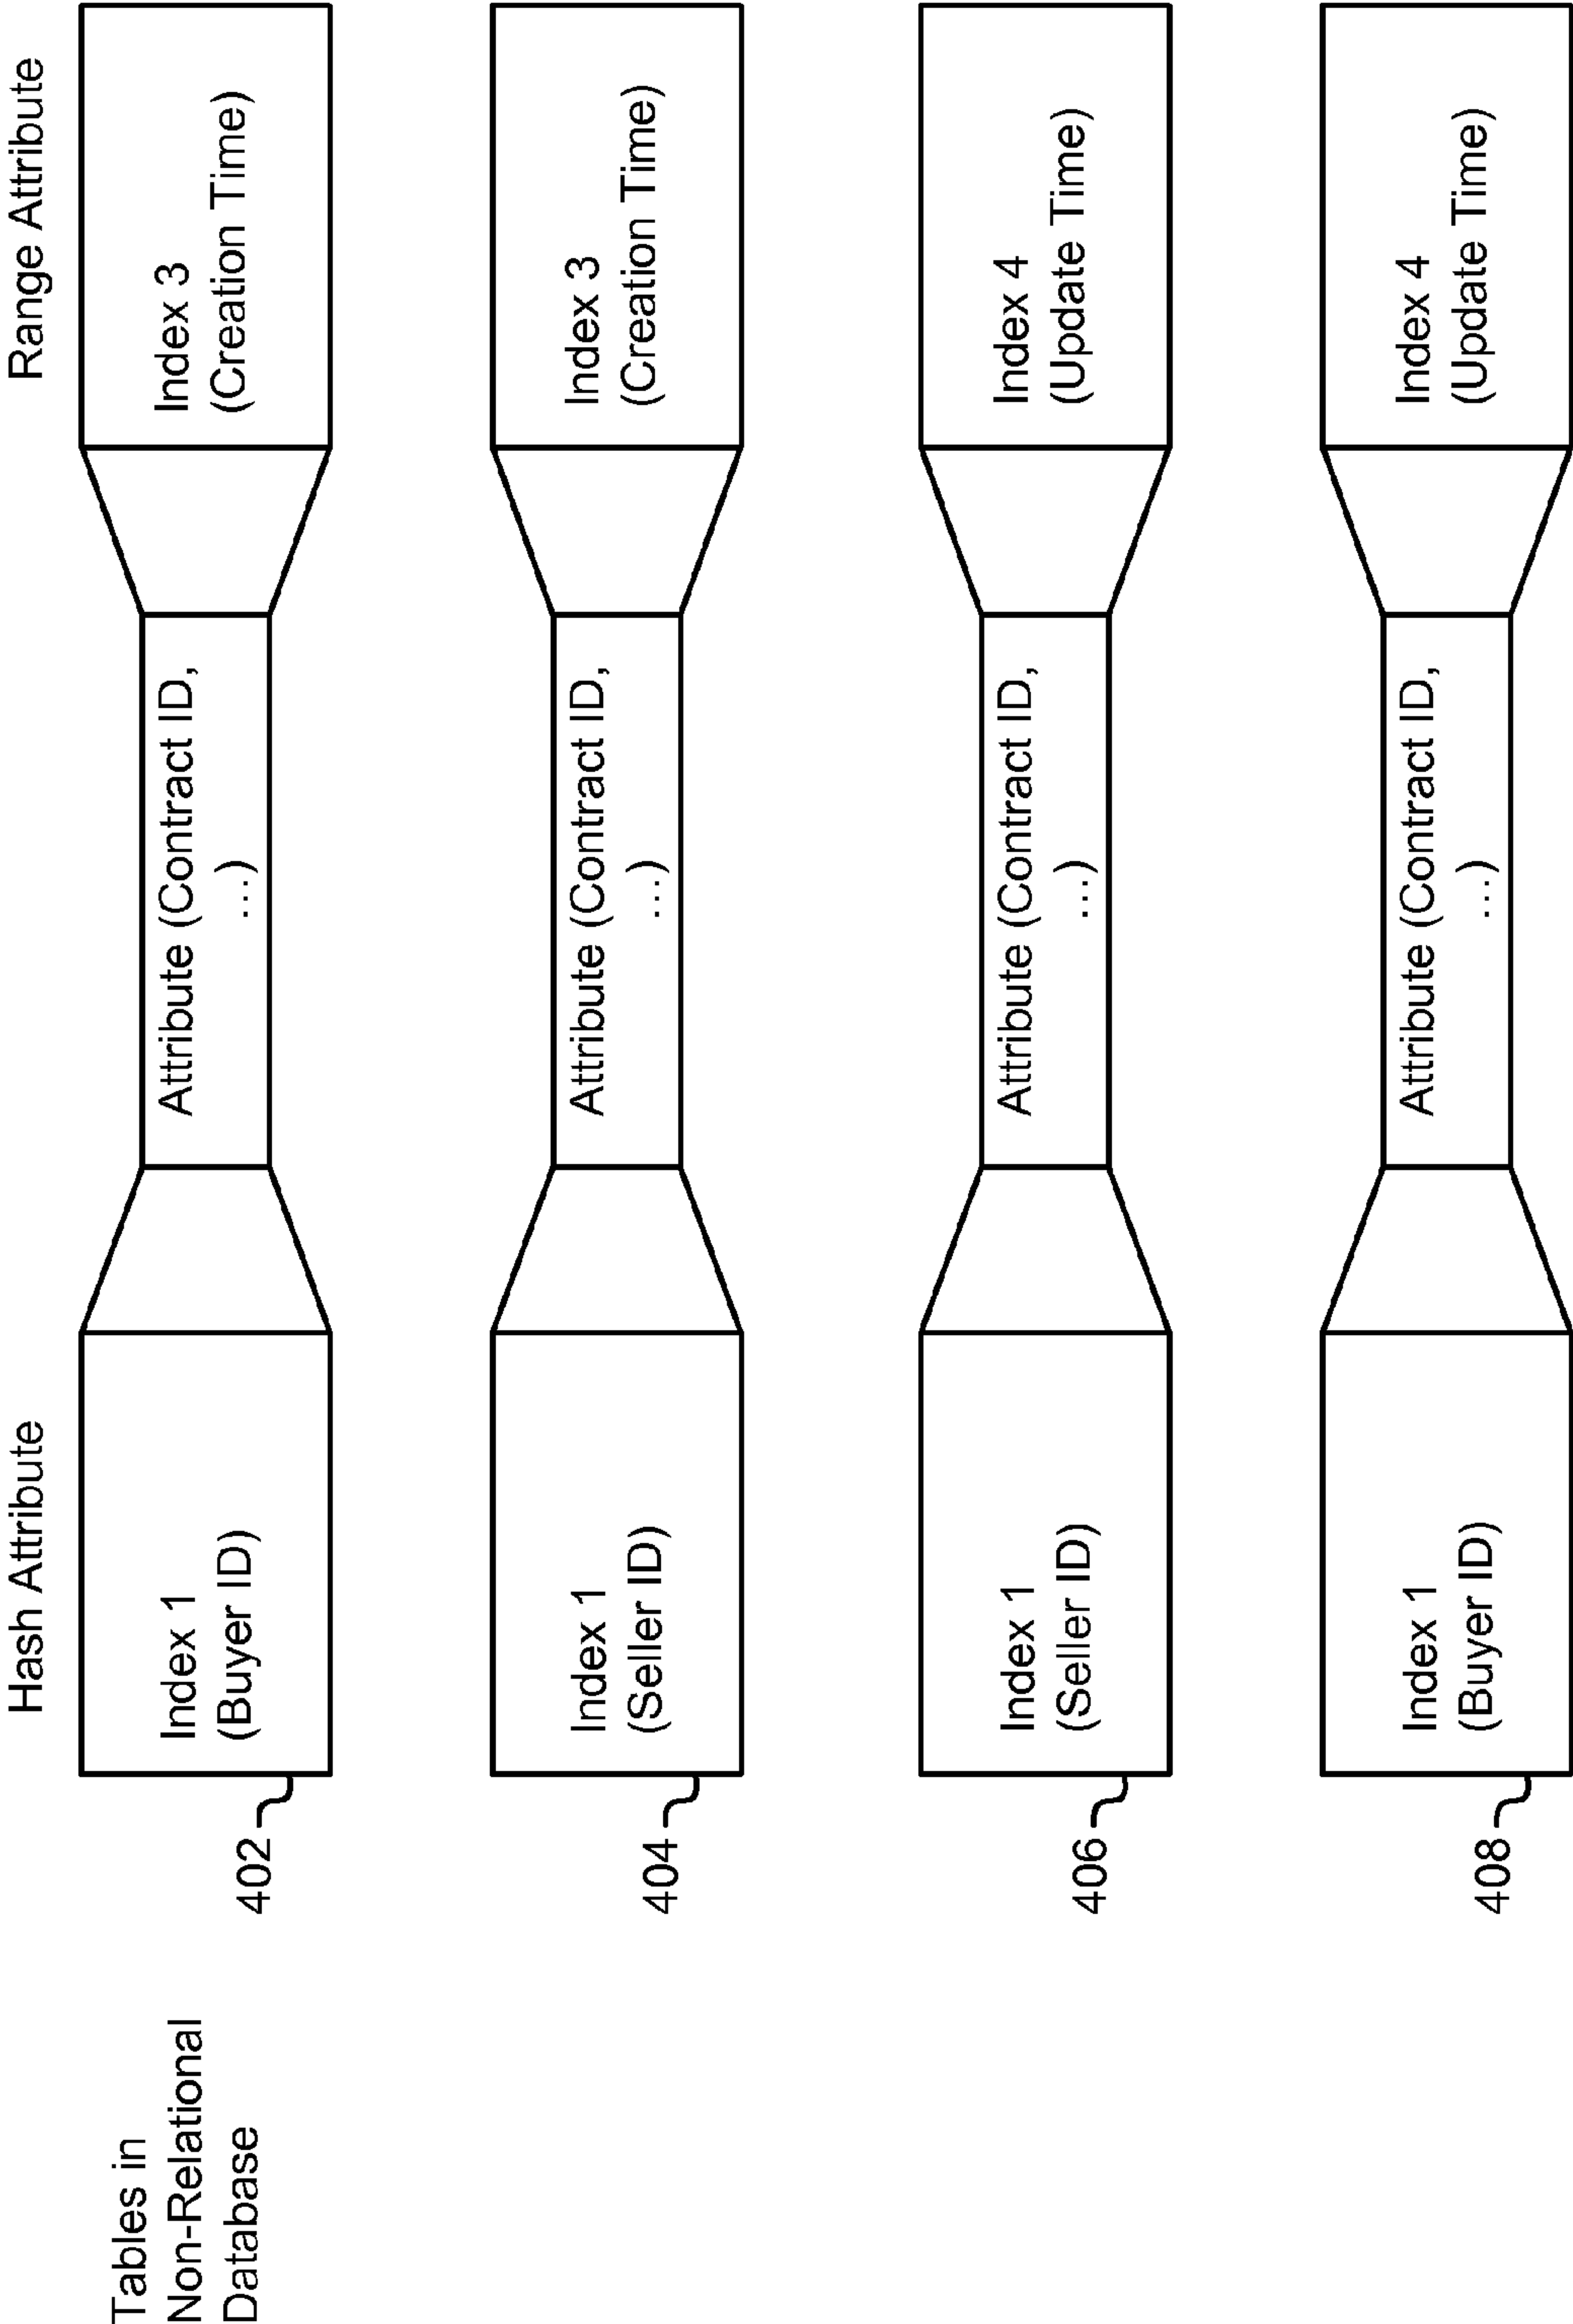 Hash Attribute
Range Attribute
Tables in
Non-Relational
Database
402
Index 1
(Buyer ID)
Attribute (Contract ID,
...)
Index 3
(Creation Time)
404
Index 1
(Seller ID)
Attribute (Contract ID,
...)
Index 3
(Creation Time)
406
Index 1
(Seller ID)
Attribute (Contract ID,
...)
Index 4
(Update Time)
408
Index 1
(Buyer ID)
Attribute (Contract ID,
...)
Index 4
(Update Time)